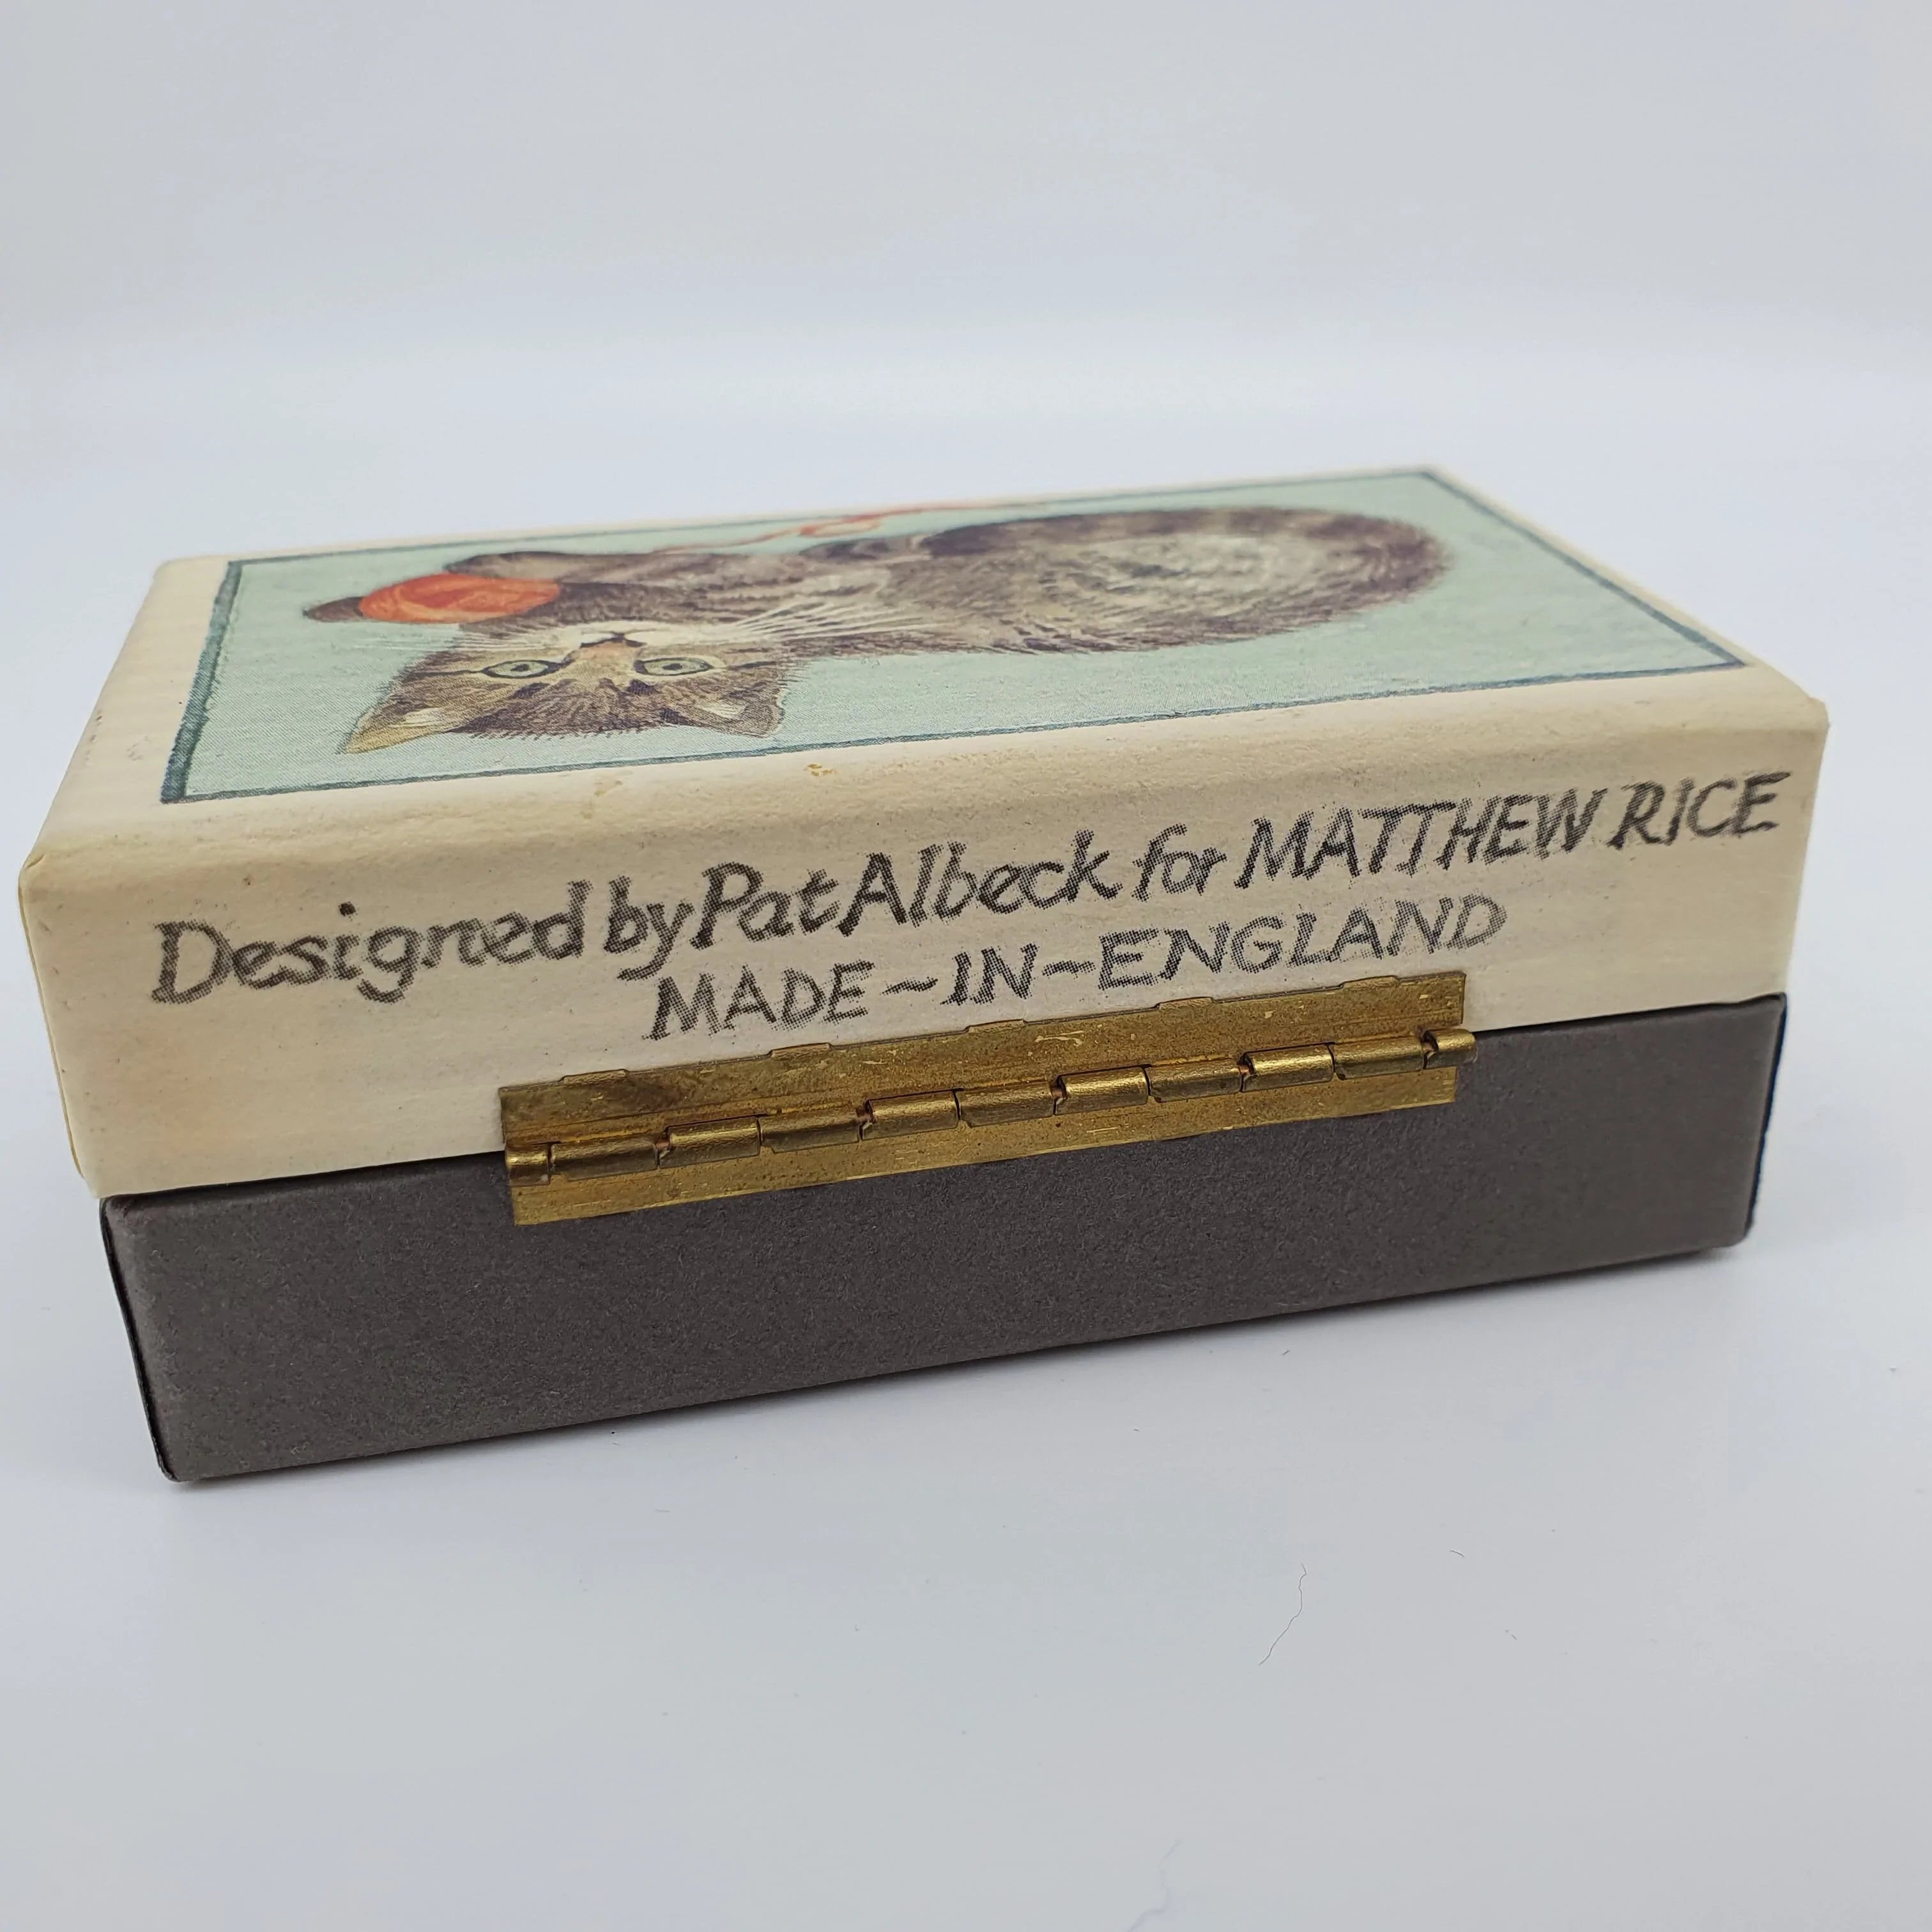 Designed by Pat Albeck for MATTHEW RICE
MADE~IN~ENGLAND